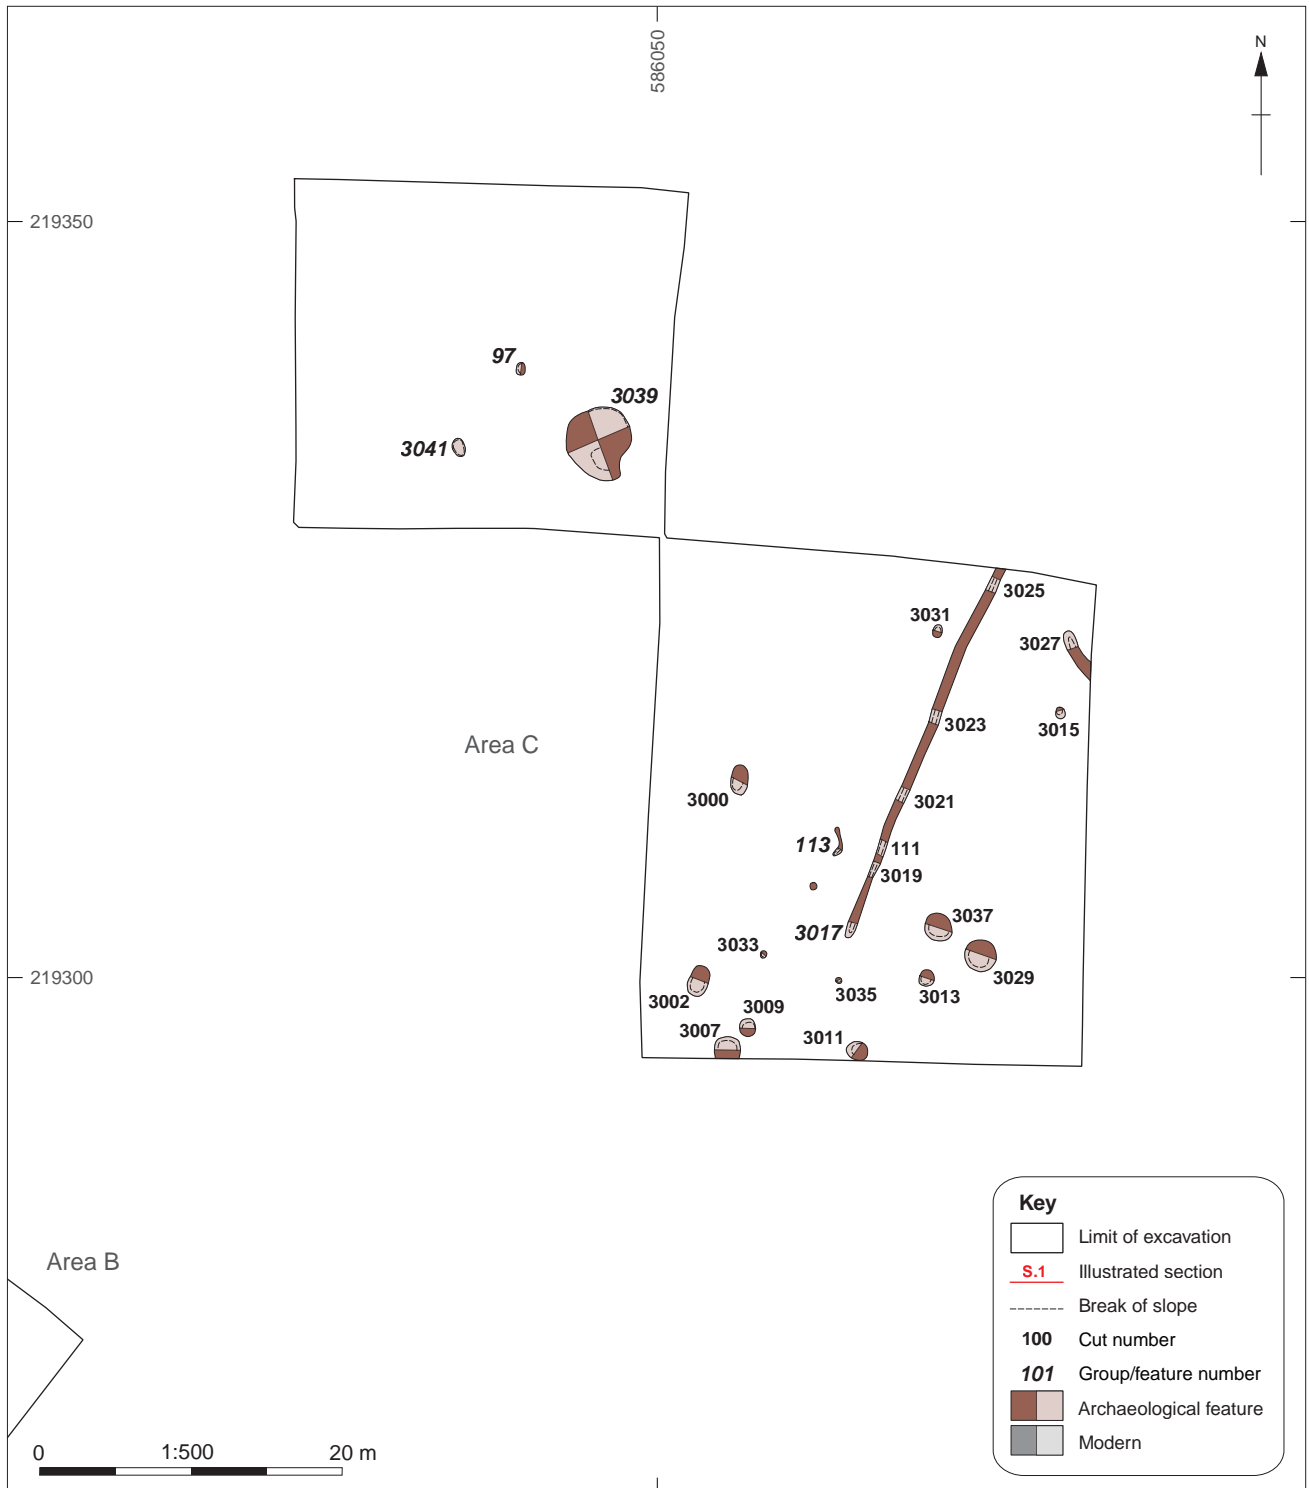 586050
N
219350
97
3039
3041
3025
3031
3027
3023
3015
Area C
3000
3021
113
111
3019
3017
3037
3033
219300
3002
3035
3013
3029
3009
3007
3011
Area B
Key
Limit of excavation
S.1 Illustrated section
Break of slope
100 Cut number
101 Group/feature number
Archaeological feature
Modern
0 1:500 20 m